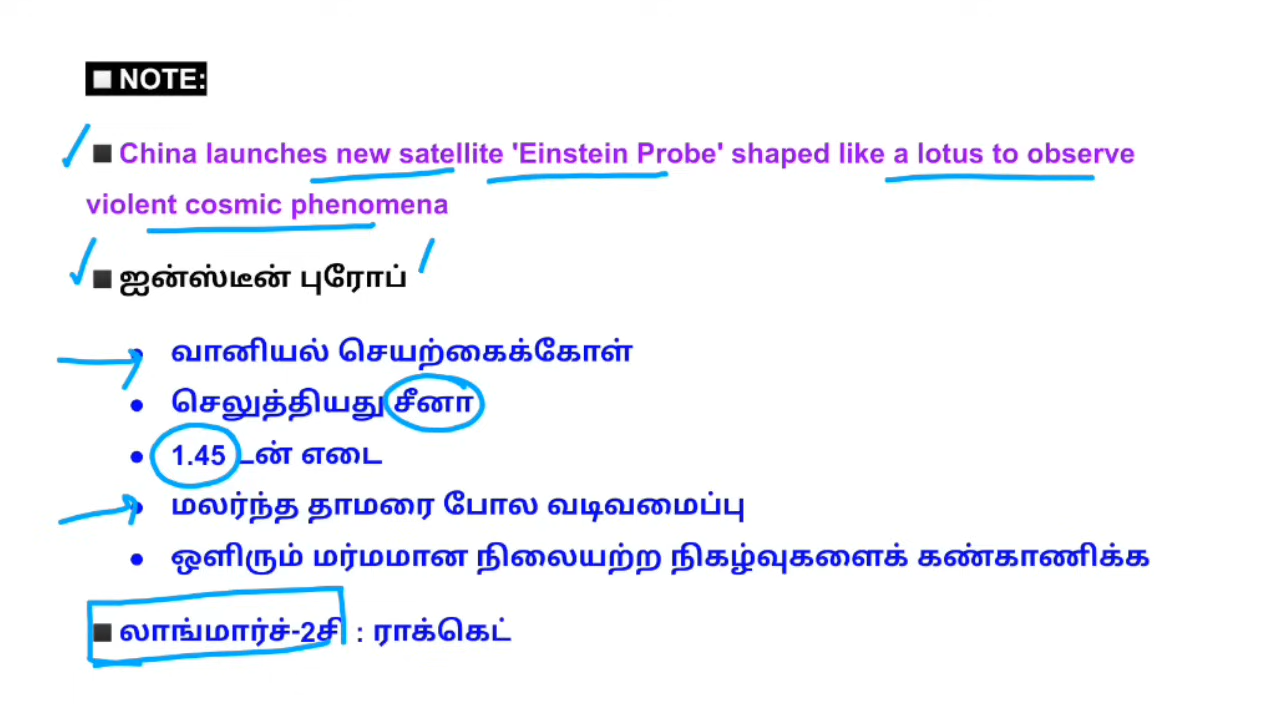 NOTE:
China launches new satellite 'Einstein Probe' shaped like a lotus to observe
violent cosmic phenomena
ஐன்ஸ்டீன் புரோப்
வானியல் செயற்கைக்கோள்
செலுத்தியது சீனா
1.45 டன் எடை
மலர்ந்த தாமரை போல வடிவமைப்பு
ஒளிரும் மர்மமான நிலையற்ற நிகழ்வுகளைக் கண்காணிக்க
லாங்மார்ச்-2சி : ராக்கெட்